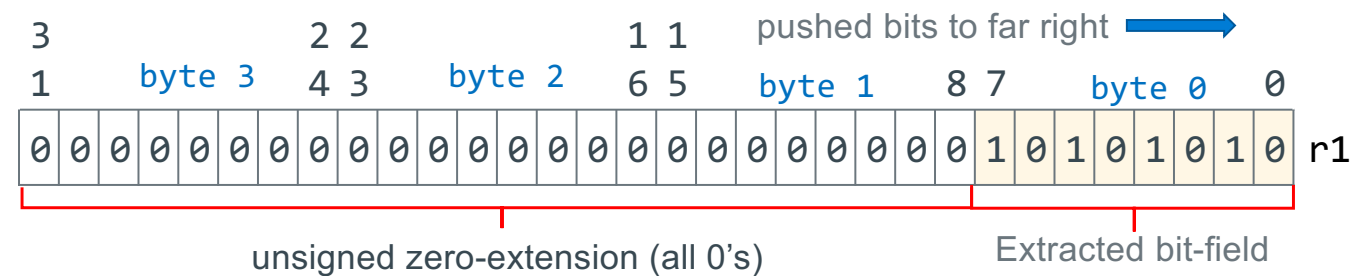 3 2 2 1 1 pushed bits to far right
1 byte 3 4 3 byte 2 6 5 byte 1 8 7 byte 0 0
0 0 0 0 0 0 0 0 0 0 0 0 0 0 0 0 0 0 0 0 0 0 0 0 1 0 1 0 1 0 1 0 r1
unsigned zero-extension (all 0's) Extracted bit-field